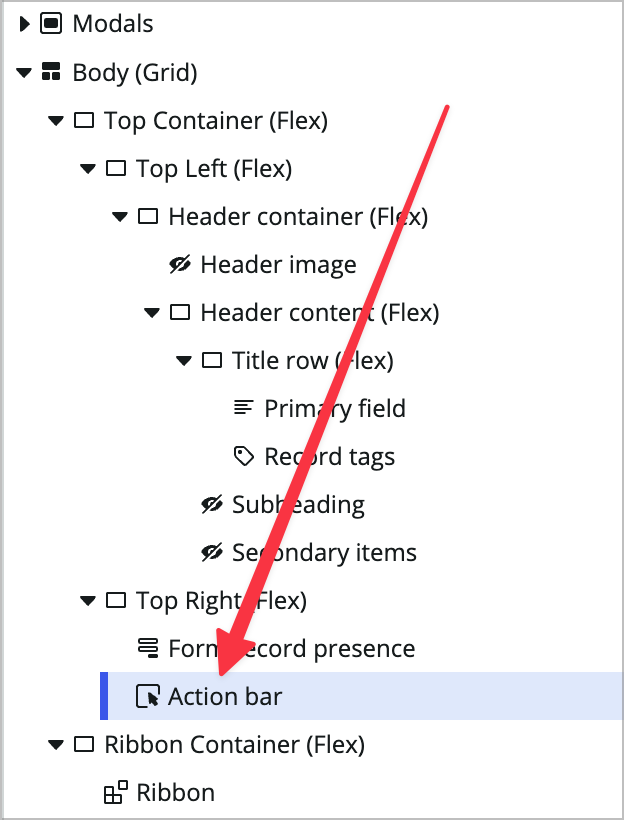 Modals
Body (Grid)
Top Container (Flex)
Top Left (Flex)
Header container (Flex)
Header image
Header content (Flex)
Title row (Flex)
Primary field
Record tags
Subheading
Secondary items
Top Right (Flex)
Form record presence
Action bar
Ribbon Container (Flex)
Ribbon